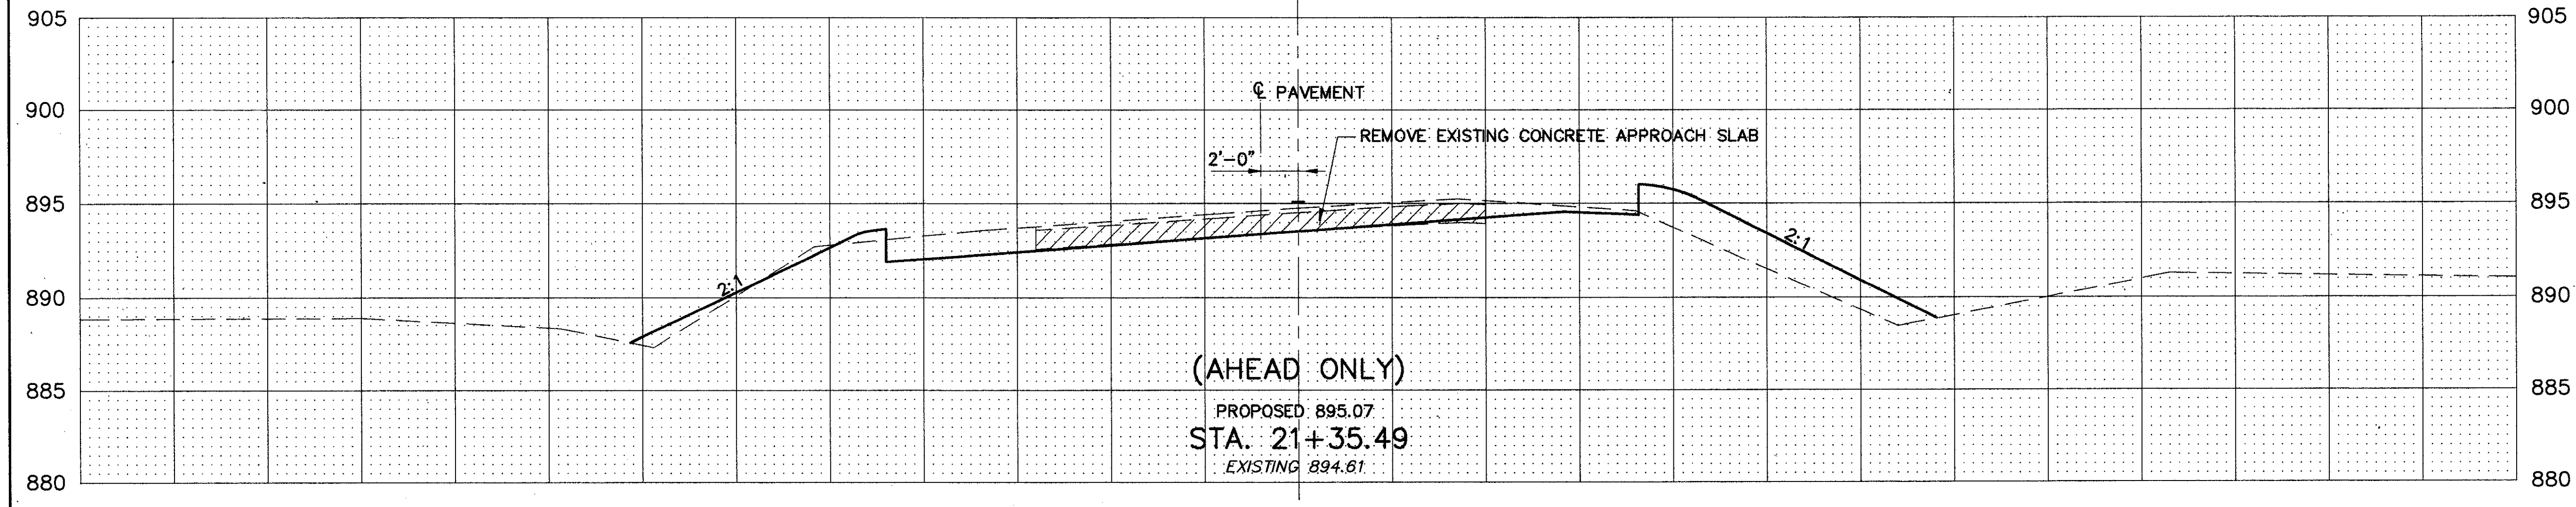 905
905
900
℄ PAVEMENT
900
REMOVE EXISTING CONCRETE APPROACH SLAB
2'-0"
895
895
2:1
2:1
890
890
(AHEAD ONLY)
885
885
PROPOSED 895.07
STA. 21+35.49
EXISTING 894.61
880
880